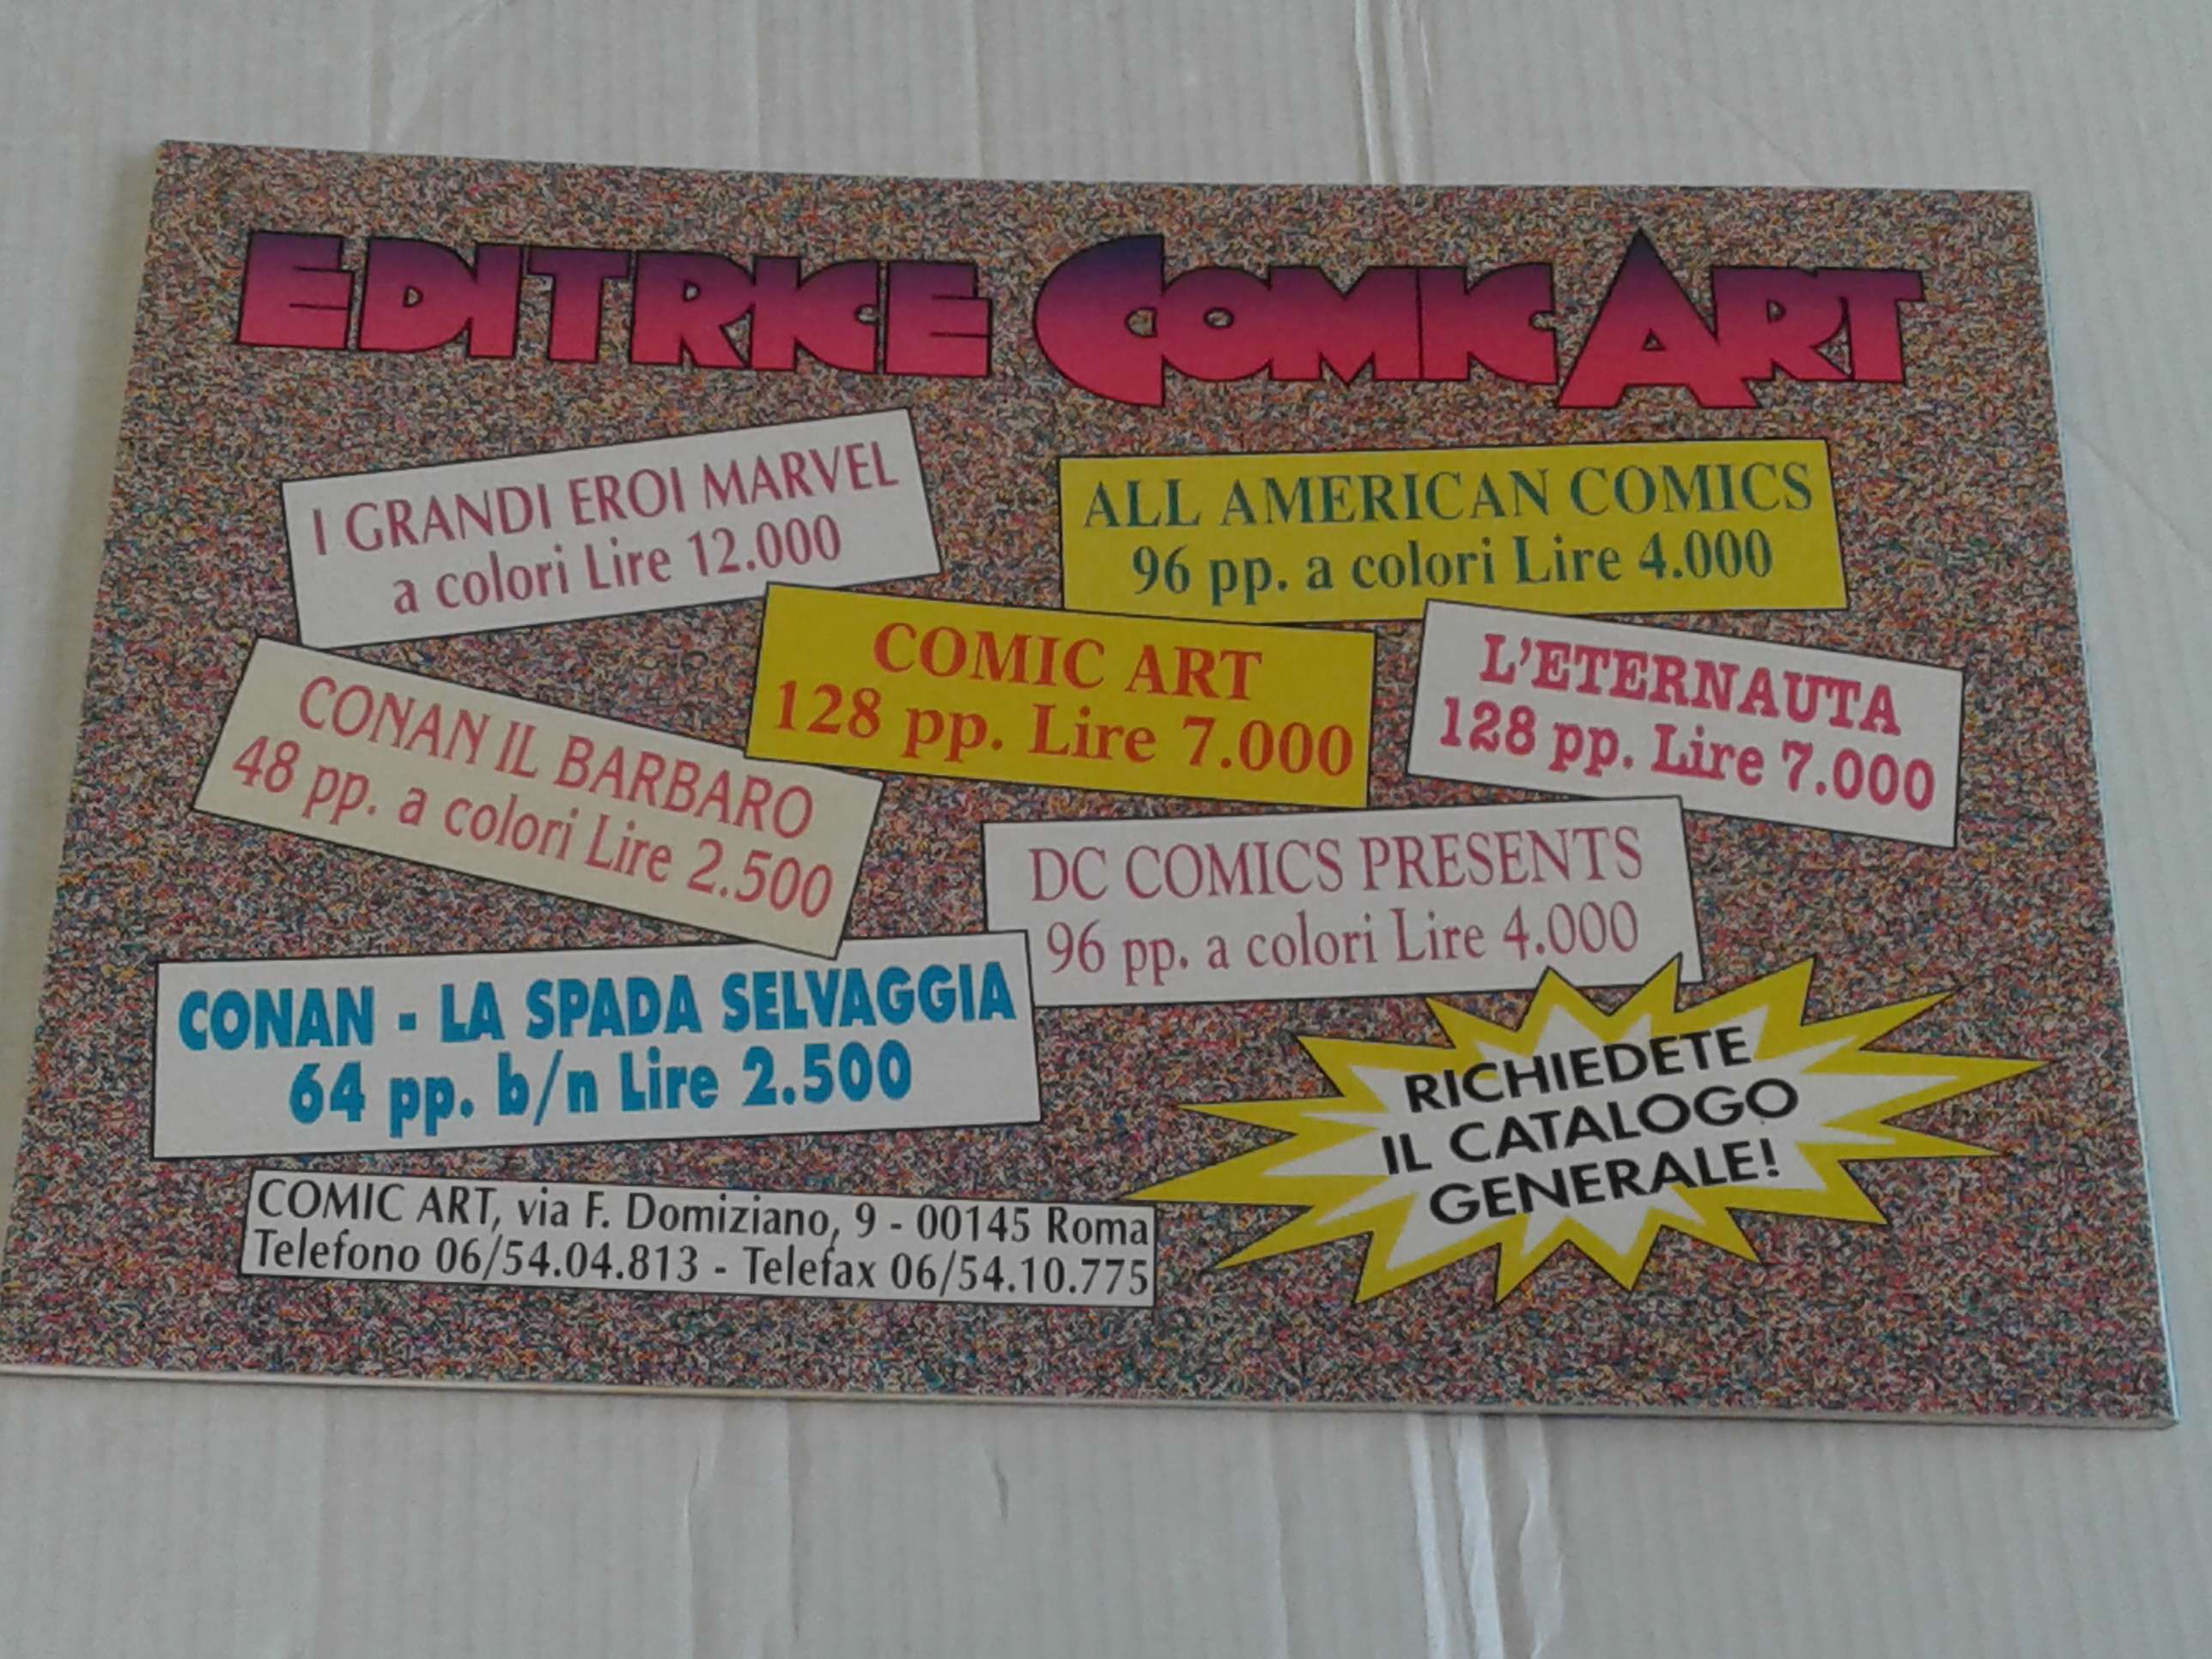 EDITRICE COMIC ART
I GRANDI EROI MARVEL
a colori Lire 12.000
ALL AMERICAN COMICS
96 pp. a colori Lire 4.000
COMIC ART
128 pp. Lire 7.000
L'ETERNAUTA
128 pp. Lire 7.000
CONAN IL BARBARO
48 pp. a colori Lire 2.500
DC COMICS PRESENTS
96 pp. a colori Lire 4.000
CONAN - LA SPADA SELVAGGIA
64 pp. b/n Lire 2.500
RICHIEDETE
IL CATALOGO
GENERALE!
COMIC ART, via F. Domiziano, 9 - 00145 Roma
Telefono 06/54.04.813 - Telefax 06/54.10.775